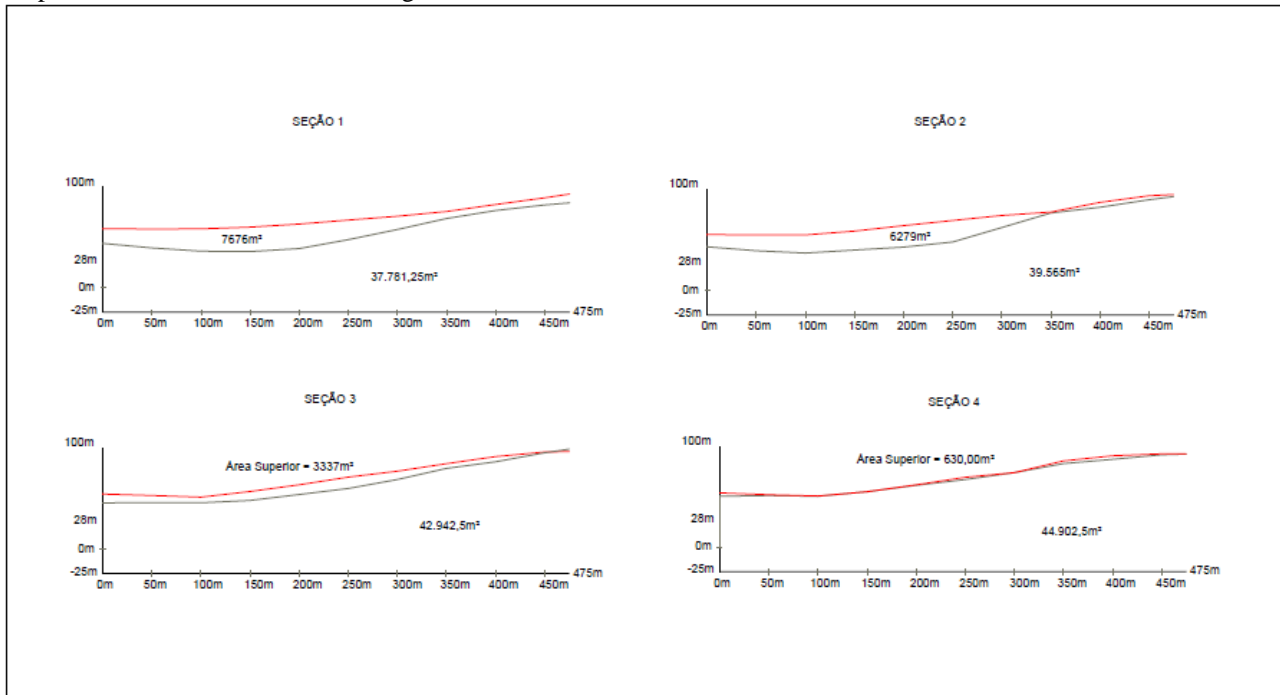 SEÇÃO 1
100m
7676m²
28m
37.781,25m²
0m
-25m
475m
0m 50m 100m 150m 200m 250m 300m 350m 400m 450m
SEÇÃO 2
100m
6279m²
28m
39.565m²
0m
-25m
475m
0m 50m 100m 150m 200m 250m 300m 350m 400m 450m
SEÇÃO 3
100m
Área Superior = 3337m²
28m
42.942,5m²
0m
-25m
475m
0m 50m 100m 150m 200m 250m 300m 350m 400m 450m
SEÇÃO 4
100m
Área Superior = 630,00m²
28m
44.902,5m²
0m
-25m
475m
0m 50m 100m 150m 200m 250m 300m 350m 400m 450m